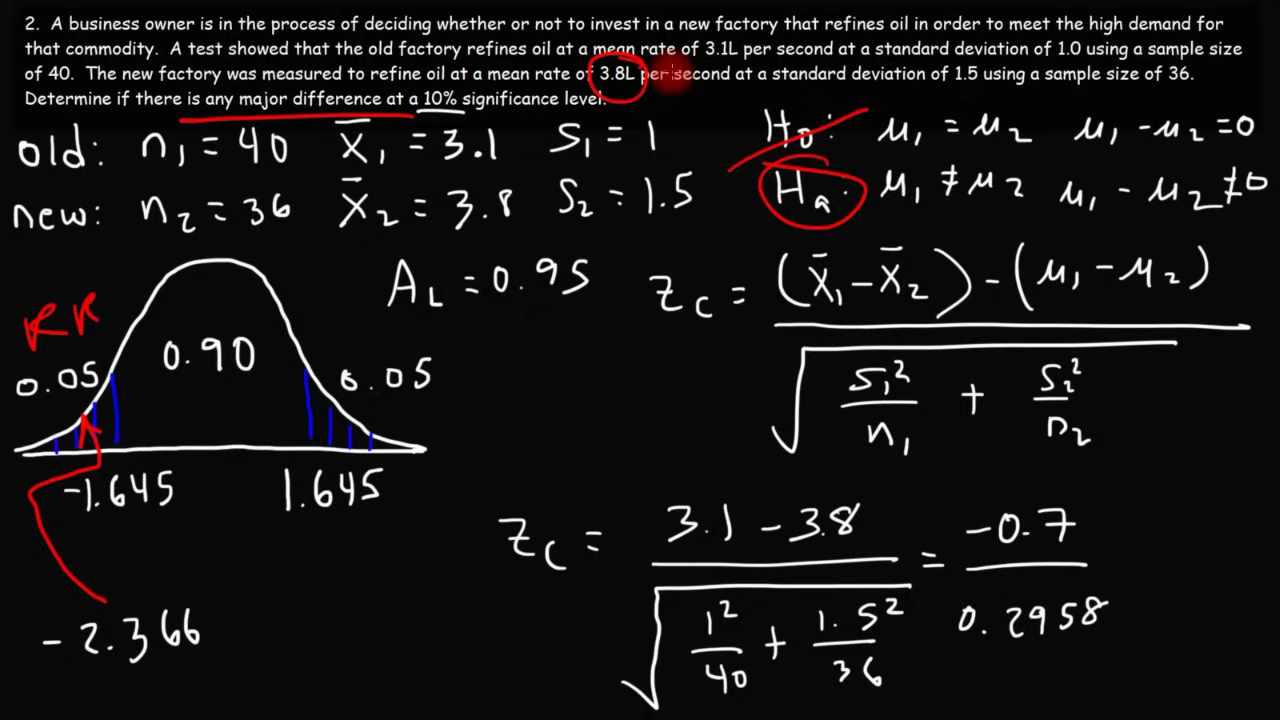 2. A business owner is in the process of deciding whether or not to invest in a new factory that refines oil in order to meet the high demand for
that commodity. A test showed that the old factory refines oil at a mean rate of 3.1L per second at a standard deviation of 1.0 using a sample size
of 40. The new factory was measured to refine oil at a mean rate of 3.8L per second at a standard deviation of 1.5 using a sample size of 36.
Determine if there is any major difference at a 10% significance level.
old: n₁ = 40 x̄₁ = 3.1 S₁ = 1
H₀: μ₁ = μ₂ μ₁ - μ₂ = 0
new: n₂ = 36 x̄₂ = 3.8 S₂ = 1.5
Hₐ: μ₁ ≠ μ₂ μ₁ - μ₂ ≠ 0
A_L = 0.95
Z_C = ((x̄₁ - x̄₂) - (μ₁ - μ₂)) / √(S₁²/n₁ + S₂²/n₂)
RR
0.05 0.90 0.05
-1.645 1.645
Z_C = (3.1 - 3.8) / √(1²/40 + 1.5²/36) = -0.7 / 0.2958
-2.366